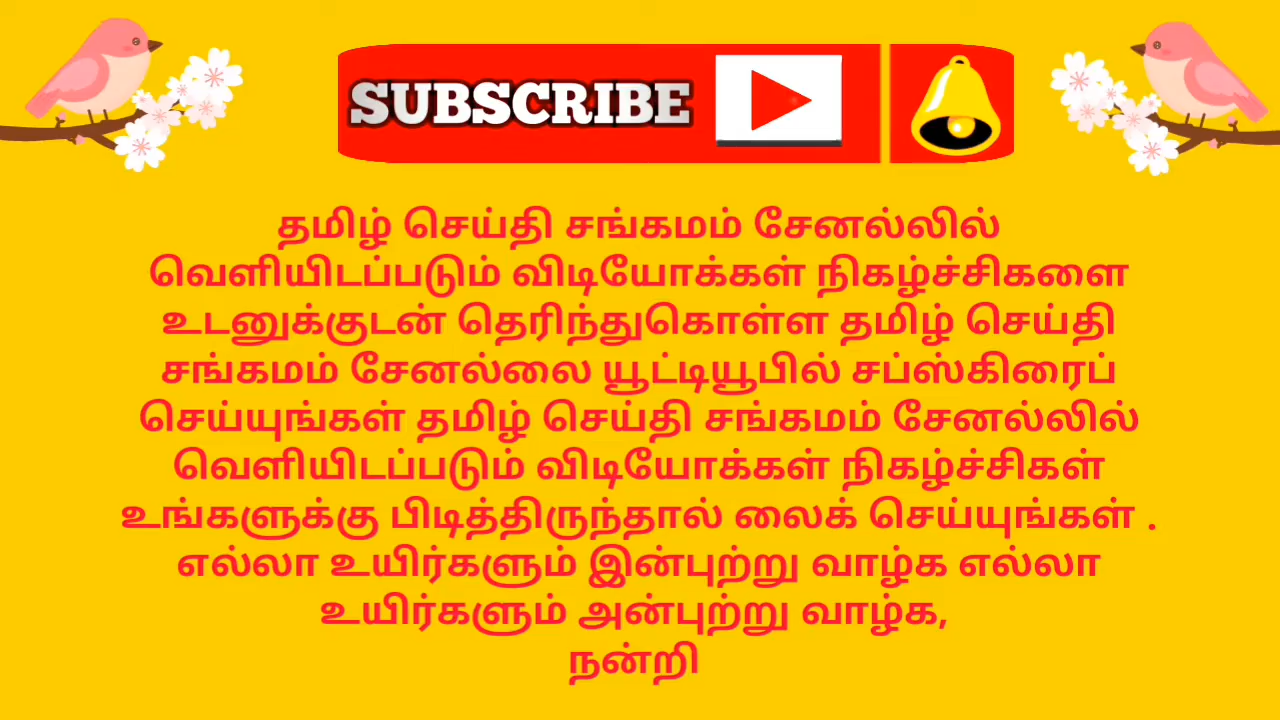 SUBSCRIBE
தமிழ் செய்தி சங்கமம் சேனல்லில்
வெளியிடப்படும் விடியோக்கள் நிகழ்ச்சிகளை
உடனுக்குடன் தெரிந்துகொள்ள தமிழ் செய்தி
சங்கமம் சேனல்லை யூட்டியூபில் சப்ஸ்கிரைப்
செய்யுங்கள் தமிழ் செய்தி சங்கமம் சேனல்லில்
வெளியிடப்படும் விடியோக்கள் நிகழ்ச்சிகள்
உங்களுக்கு பிடித்திருந்தால் லைக் செய்யுங்கள் .
எல்லா உயிர்களும் இன்புற்று வாழ்க எல்லா
உயிர்களும் அன்புற்று வாழ்க,
நன்றி